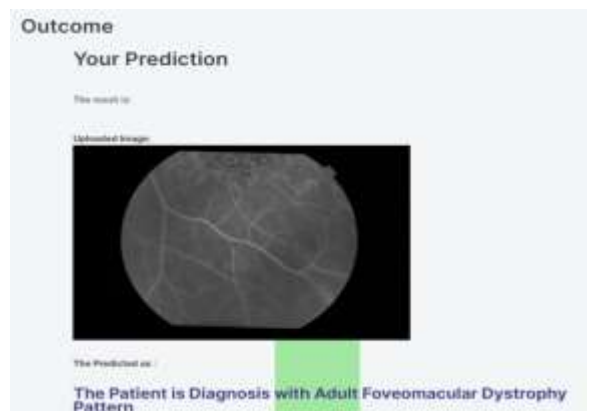 Outcome
Your Prediction
The result is
Uploaded Image
The Predicted as :
The Patient is Diagnosis with Adult Foveomacular Dystrophy
Pattern